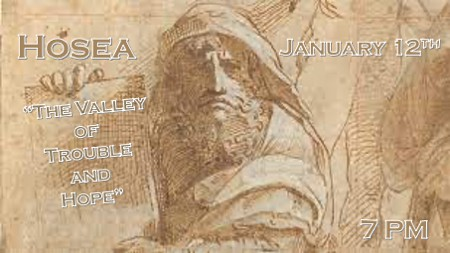 Hosea
January 12th
“The Valley
of
Trouble
and
Hope”
7 PM